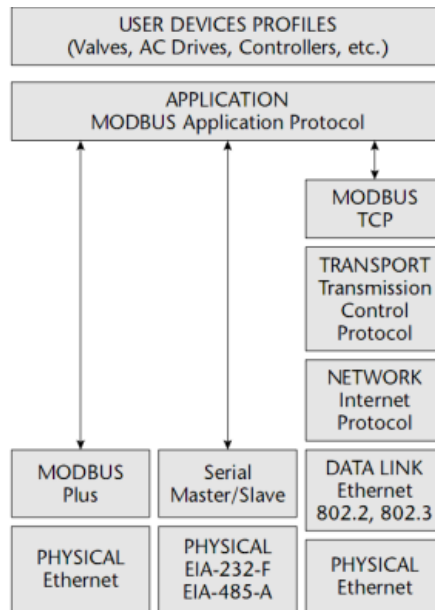 USER DEVICES PROFILES
(Valves, AC Drives, Controllers, etc.)
APPLICATION
MODBUS Application Protocol
MODBUS
TCP
TRANSPORT
Transmission
Control
Protocol
NETWORK
Internet
Protocol
MODBUS
Plus
Serial
Master/Slave
DATA LINK
Ethernet
802.2, 802.3
PHYSICAL
Ethernet
PHYSICAL
EIA-232-F
EIA-485-A
PHYSICAL
Ethernet